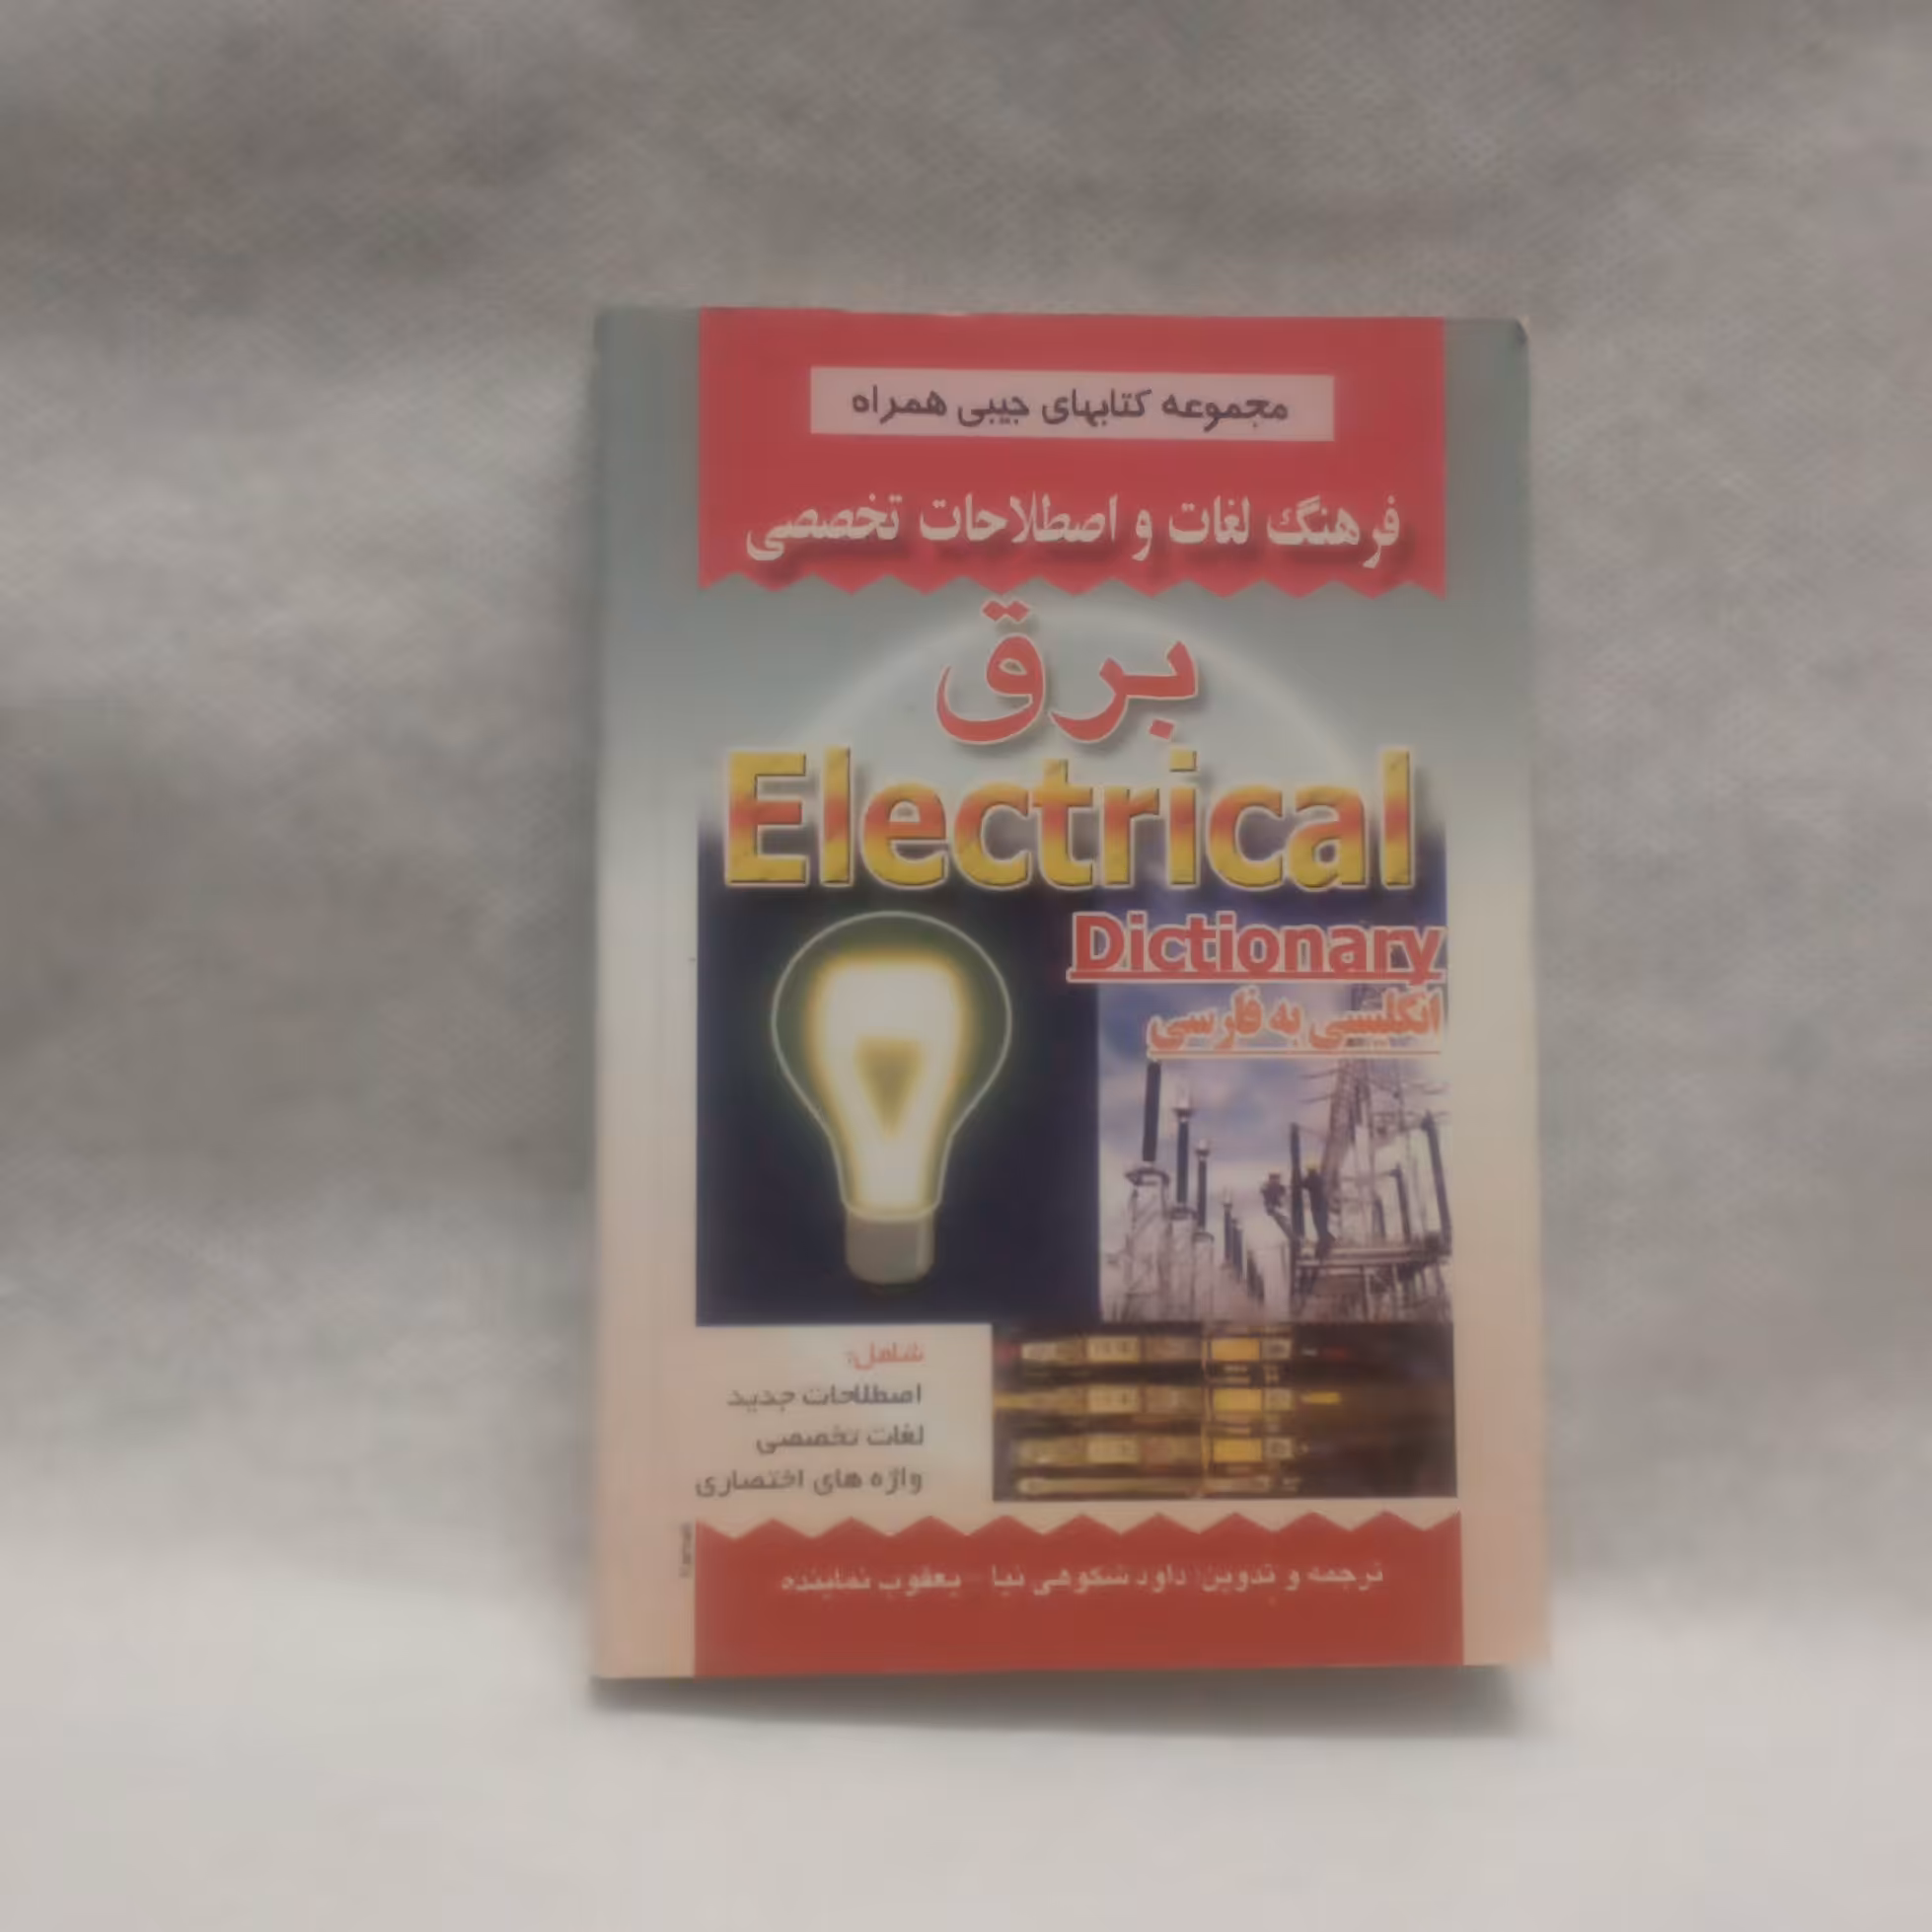 مجموعه کتابهای جیبی همراه
فرهنگ لغات و اصطلاحات تخصصی
برق
Electrical
Dictionary
انگلیسی به فارسی
شامل:
اصطلاحات جدید
لغات تخصصی
واژه های اختصاری
ترجمه و تدوین: داود شکوهی نیا - یعقوب نماینده